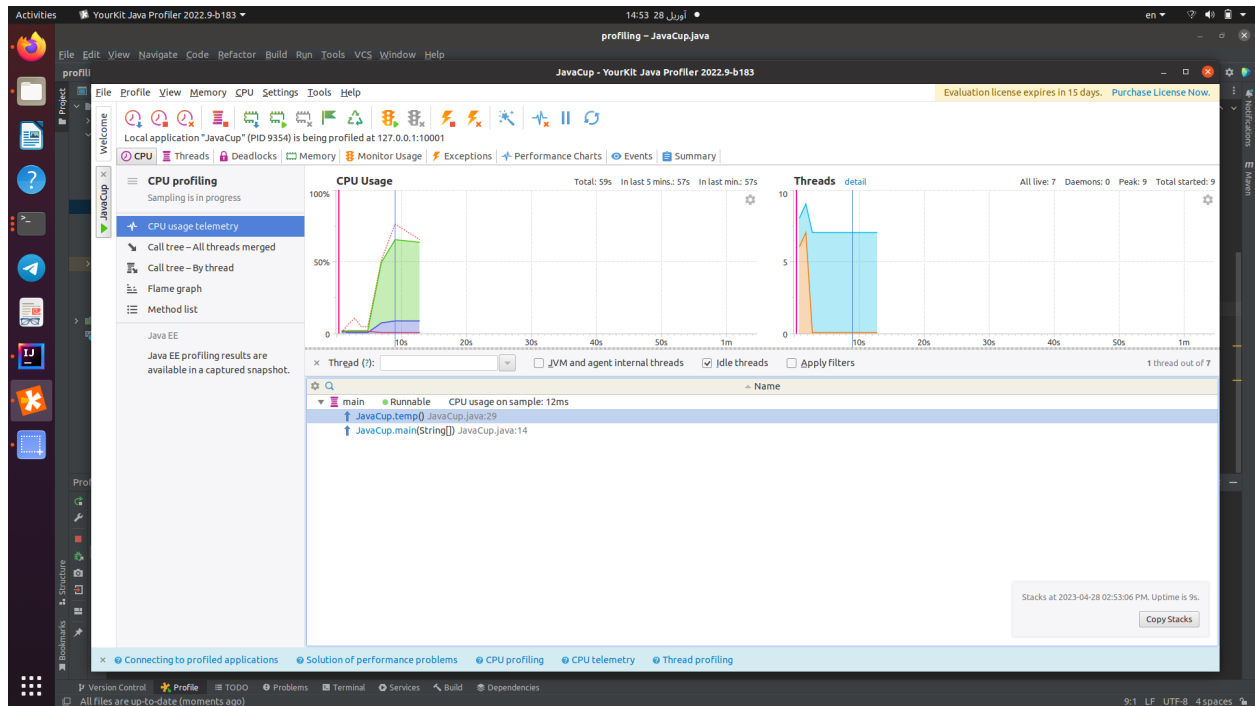 Activities YourKit Java Profiler 2022.9-b183 14:53 28 آوریل en
profiling – JavaCup.java
File Edit View Navigate Code Refactor Build Run Tools VCS Window Help
profili JavaCup - YourKit Java Profiler 2022.9-b183
File Profile View Memory CPU Settings Tools Help Evaluation license expires in 15 days. Purchase License Now.
Local application "JavaCup" (PID 9354) is being profiled at 127.0.0.1:10001
CPU Threads Deadlocks Memory Monitor Usage Exceptions Performance Charts Events Summary
Project
Welcome
JavaCup
Notifications
m Maven
CPU profiling
Sampling is in progress
CPU usage telemetry
Call tree – All threads merged
Call tree – By thread
Flame graph
Method list
Java EE
Java EE profiling results are
available in a captured snapshot.
CPU Usage Total: 59s In last 5 mins.: 57s In last min.: 57s
100%
50%
0
10s 20s 30s 40s 50s 1m
Threads detail All live: 7 Daemons: 0 Peak: 9 Total started: 9
10
5
0
10s 20s 30s 40s 50s 1m
Thread (?): JVM and agent internal threads Idle threads Apply filters 1 thread out of 7
Name
main Runnable CPU usage on sample: 12ms
JavaCup.temp() JavaCup.java:29
JavaCup.main(String[]) JavaCup.java:14
Stacks at 2023-04-28 02:53:06 PM. Uptime is 9s.
Copy Stacks
Prof
Structure
Bookmarks
Connecting to profiled applications Solution of performance problems CPU profiling CPU telemetry Thread profiling
Version Control Profile TODO Problems Terminal Services Build Dependencies
All files are up-to-date (moments ago) 9:1 LF UTF-8 4 spaces